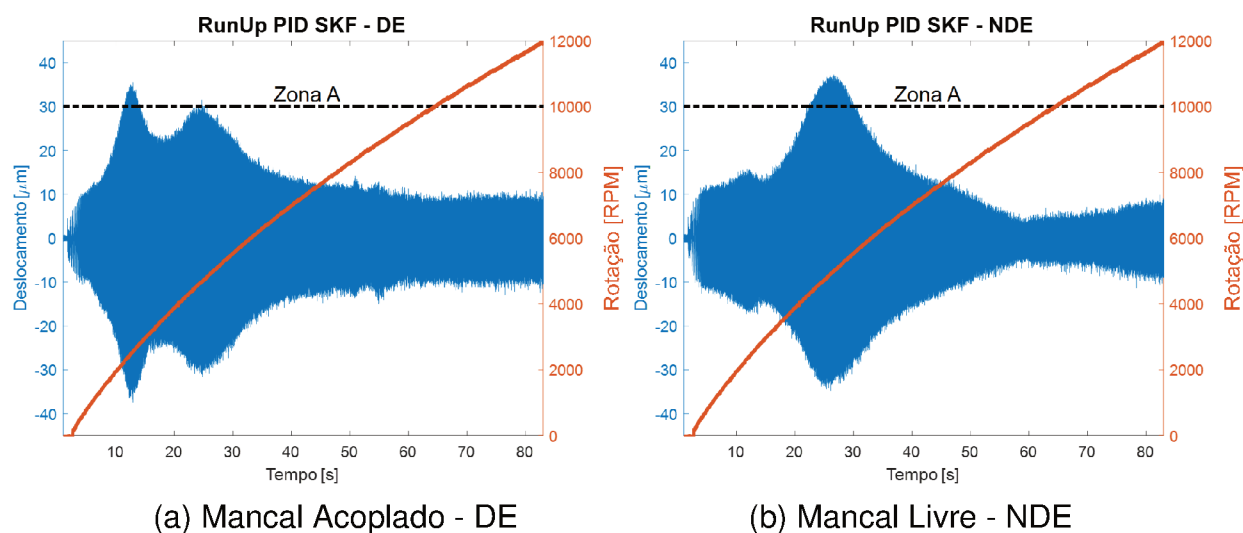 RunUp PID SKF - DE
Deslocamento [μm]
40
30
20
10
0
-10
-20
-30
-40
Zona A
12000
10000
8000
6000
4000
2000
0
Rotação [RPM]
10 20 30 40 50 60 70 80
Tempo [s]
(a) Mancal Acoplado - DE
RunUp PID SKF - NDE
Deslocamento [μm]
40
30
20
10
0
-10
-20
-30
-40
Zona A
12000
10000
8000
6000
4000
2000
0
Rotação [RPM]
10 20 30 40 50 60 70 80
Tempo [s]
(b) Mancal Livre - NDE